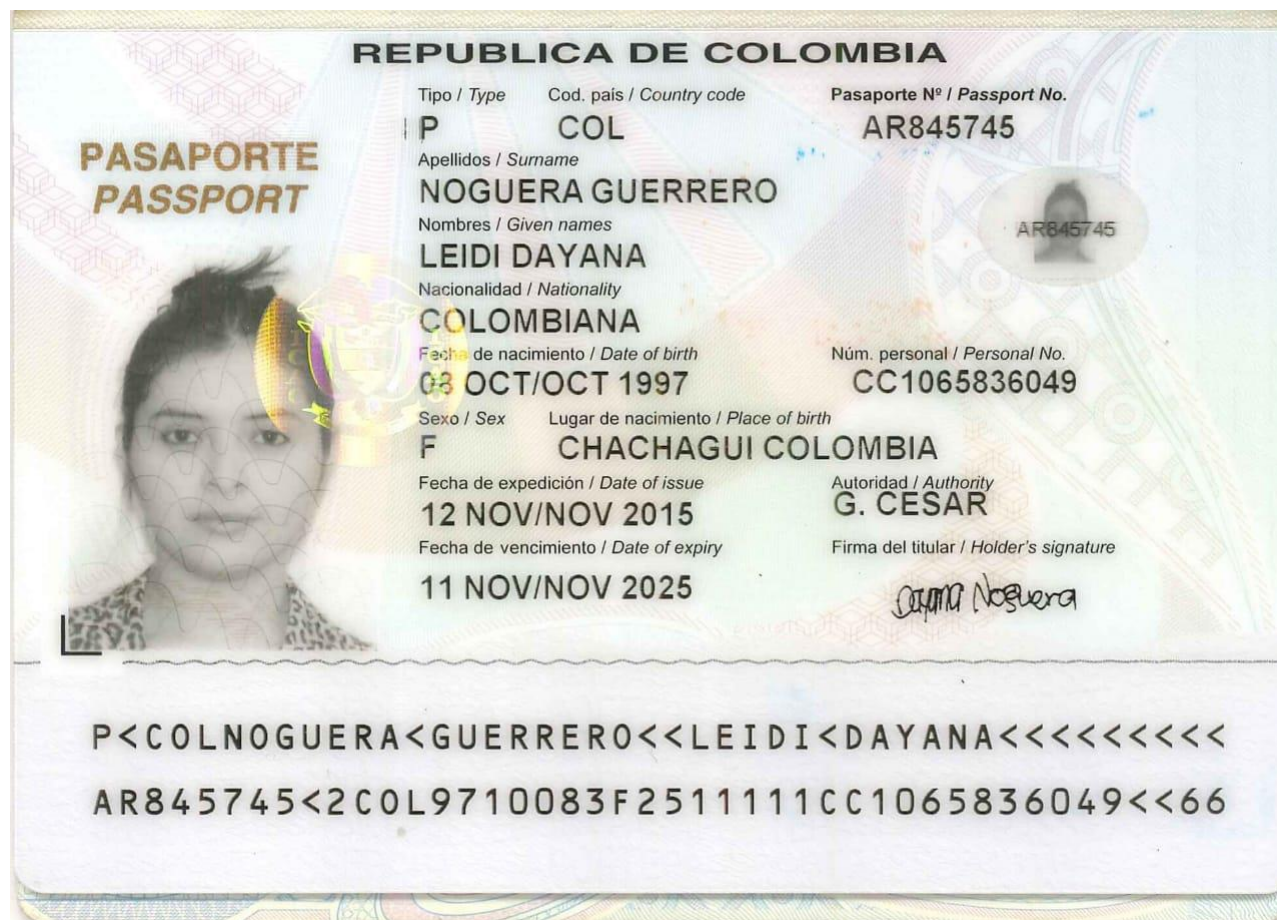 REPUBLICA DE COLOMBIA
Tipo / Type Cod. país / Country code Pasaporte Nº / Passport No.
P COL AR845745
PASAPORTE
PASSPORT
Apellidos / Surname
NOGUERA GUERRERO
Nombres / Given names
LEIDI DAYANA
AR845745
Nacionalidad / Nationality
COLOMBIANA
Fecha de nacimiento / Date of birth Núm. personal / Personal No.
08 OCT/OCT 1997 CC1065836049
Sexo / Sex Lugar de nacimiento / Place of birth
F CHACHAGUI COLOMBIA
Fecha de expedición / Date of issue Autoridad / Authority
12 NOV/NOV 2015 G. CESAR
Fecha de vencimiento / Date of expiry Firma del titular / Holder's signature
11 NOV/NOV 2025 Dayana Noguera
P<COLNOGUERA<GUERRERO<<LEIDI<DAYANA<<<<<<<<<
AR845745<2COL9710083F2511111CC1065836049<<66